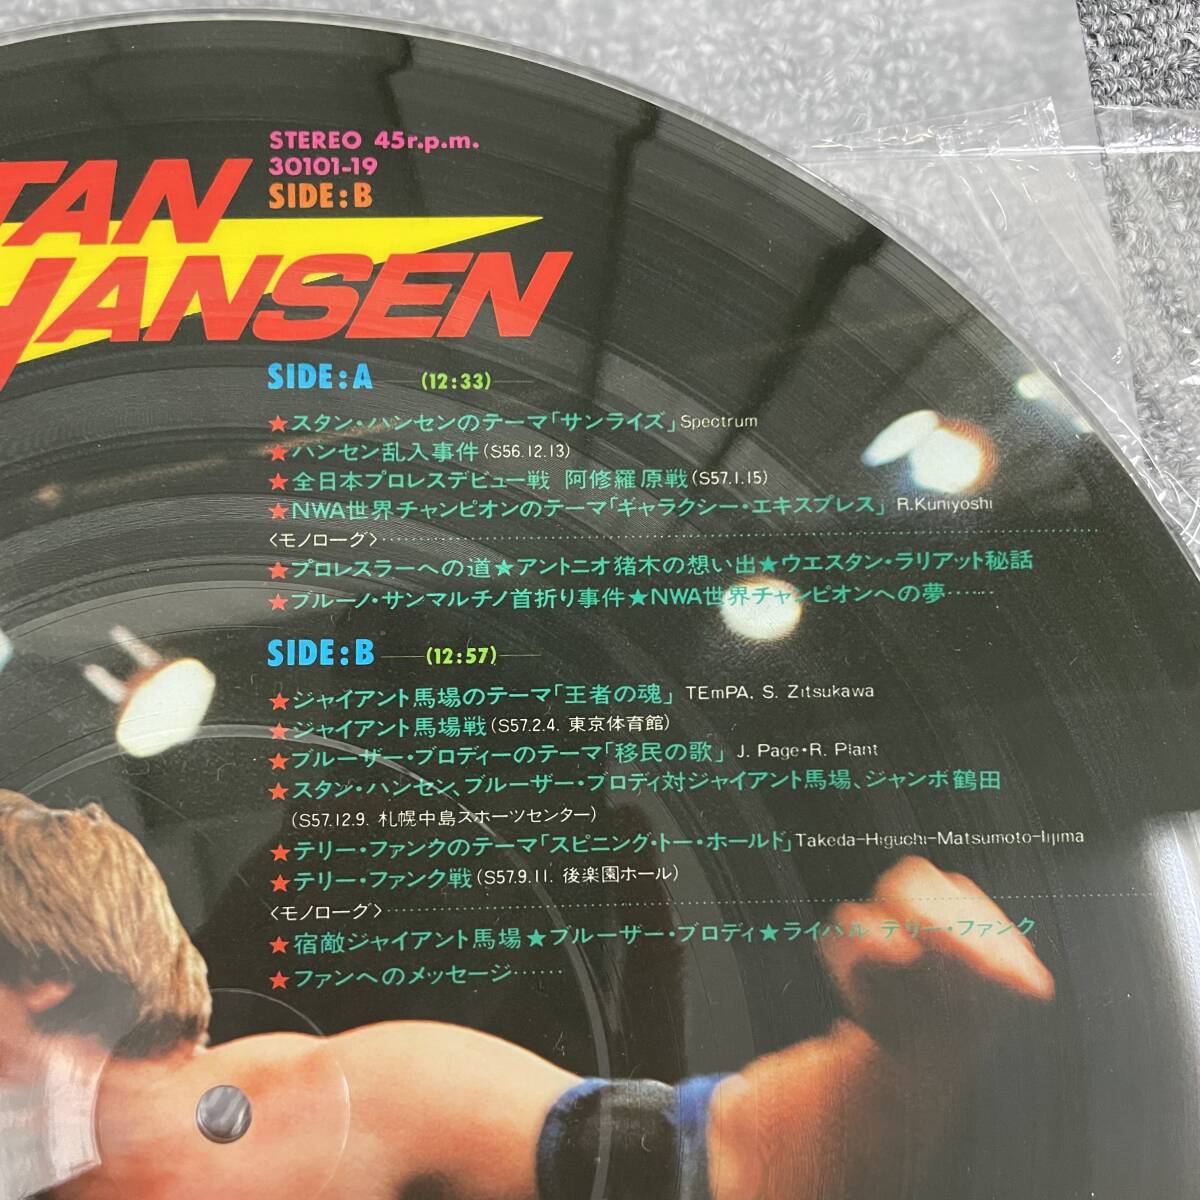 STEREO 45r.p.m.
30101-19
SIDE:B
TAN
HANSEN
SIDE:A (12:33)
★スタン・ハンセンのテーマ「サンライズ」Spectrum
★ハンセン乱入事件(S56.12.13)
★全日本プロレスデビュー戦 阿修羅原戦(S57.1.15)
★NWA世界チャンピオンのテーマ「ギャラクシー・エキスプレス」 R.Kuniyoshi
〈モノローグ〉
★プロレスラーへの道★アントニオ猪木の想い出★ウエスタン・ラリアット秘話
★ブルーノ・サンマルチノ首折り事件★NWA世界チャンピオンへの夢……
SIDE:B (12:57)
★ジャイアント馬場のテーマ「王者の魂」 TEmPA, S. Zitsukawa
★ジャイアント馬場戦(S57.2.4. 東京体育館)
★ブルーザー・ブロディーのテーマ「移民の歌」 J. Page・R. Plant
★スタン・ハンセン、ブルーザー・ブロディ対ジャイアント馬場、ジャンボ鶴田
(S57.12.9. 札幌中島スホーツセンター)
★テリー・ファンクのテーマ「スピニング・トー・ホールド」Takeda-Higuchi-Matsumoto-Iijima
★テリー・ファンク戦(S57.9.11. 後楽園ホール)
〈モノローグ〉
★宿敵ジャイアント馬場★ブルーザー・ブロディ★ライバル テリー・ファンク
★ファンへのメッセージ……